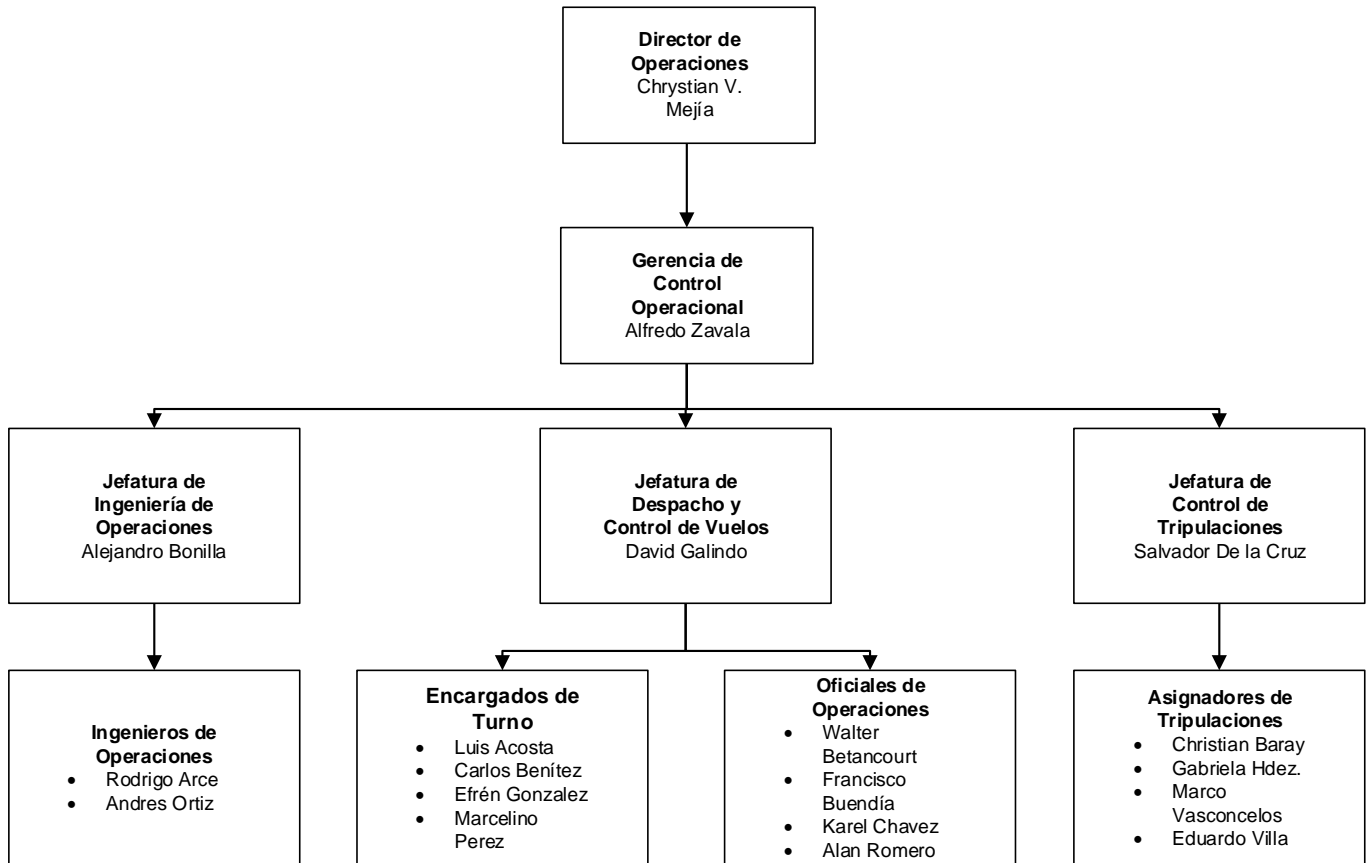 Director de
Operaciones
Chrystian V.
Mejía
Gerencia de
Control
Operacional
Alfredo Zavala
Jefatura de
Ingeniería de
Operaciones
Alejandro Bonilla
Jefatura de
Despacho y
Control de Vuelos
David Galindo
Jefatura de
Control de
Tripulaciones
Salvador De la Cruz
Ingenieros de
Operaciones
• Rodrigo Arce
• Andres Ortiz
Encargados de
Turno
• Luis Acosta
• Carlos Benítez
• Efrén Gonzalez
• Marcelino
Perez
Oficiales de
Operaciones
• Walter
Betancourt
• Francisco
Buendía
• Karel Chavez
• Alan Romero
Asignadores de
Tripulaciones
• Christian Baray
• Gabriela Hdez.
• Marco
Vasconcelos
• Eduardo Villa